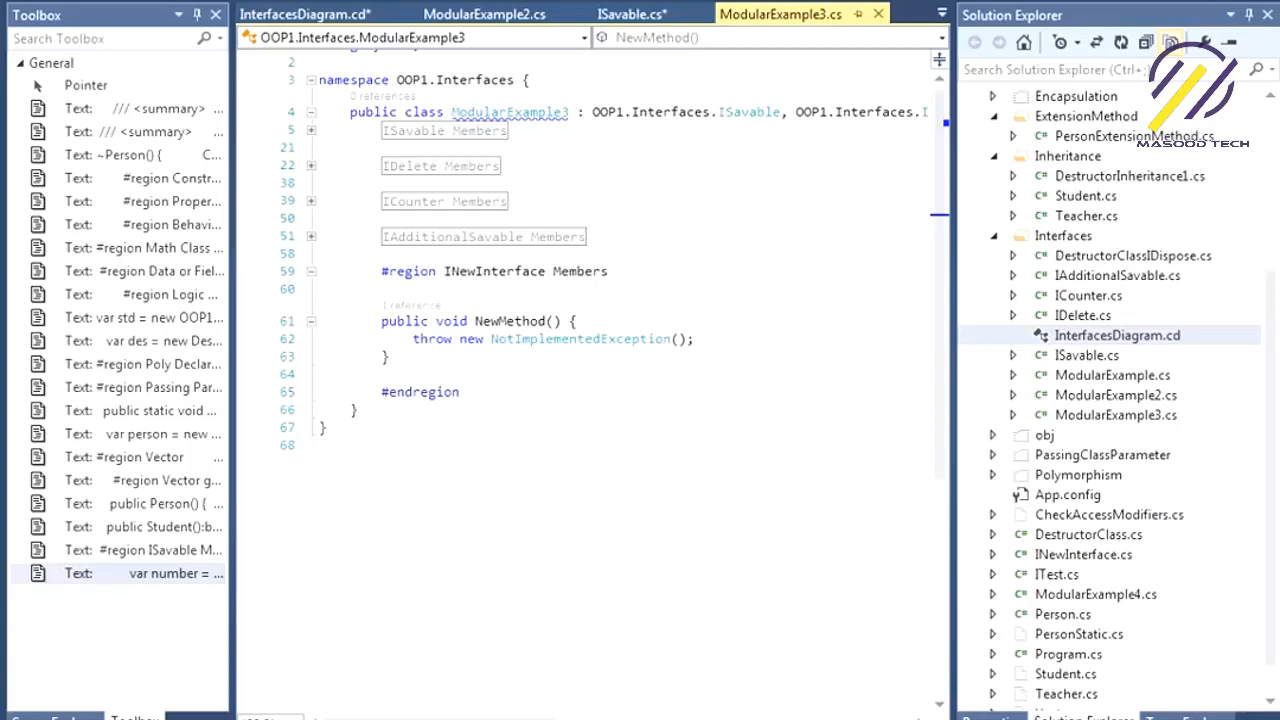 Toolbox
Search Toolbox
General
Pointer
Text: /// <summary>
Text: /// <summary>
Text: ~Person() { C...
Text: #region Constr...
Text: #region Proper...
Text: #region Behavi...
Text: #region Math Class ...
Text: #region Data or Fiel...
Text: #region Logic ...
Text: var std = new OOP1...
Text: var des = new Des...
Text: #region Poly Declar...
Text: #region Passing Par...
Text: public static void ...
Text: var person = new ...
Text: #region Vector ...
Text: #region Vector g...
Text: public Person() { ...
Text: public Student():b...
Text: #region ISavable M...
Text: var number = ...
InterfacesDiagram.cd*
ModularExample2.cs
ISavable.cs*
ModularExample3.cs
OOP1.Interfaces.ModularExample3
NewMethod()
2
3 namespace OOP1.Interfaces {
0 references
4 public class ModularExample3 : OOP1.Interfaces.ISavable, OOP1.Interfaces.I
5 ISavable Members
21
22 IDelete Members
38
39 ICounter Members
50
51 IAdditionalSavable Members
58
59 #region INewInterface Members
60
1 reference
61 public void NewMethod() {
62 throw new NotImplementedException();
63 }
64
65 #endregion
66 }
67 }
68
Solution Explorer
Search Solution Explorer (Ctrl+;
MASOOD TECH
Encapsulation
ExtensionMethod
PersonExtensionMethod.cs
Inheritance
DestructorInheritance1.cs
Student.cs
Teacher.cs
Interfaces
DestructorClassIDispose.cs
IAdditionalSavable.cs
ICounter.cs
IDelete.cs
InterfacesDiagram.cd
ISavable.cs
ModularExample.cs
ModularExample2.cs
ModularExample3.cs
obj
PassingClassParameter
Polymorphism
App.config
CheckAccessModifiers.cs
DestructorClass.cs
INewInterface.cs
ITest.cs
ModularExample4.cs
Person.cs
PersonStatic.cs
Program.cs
Student.cs
Teacher.cs